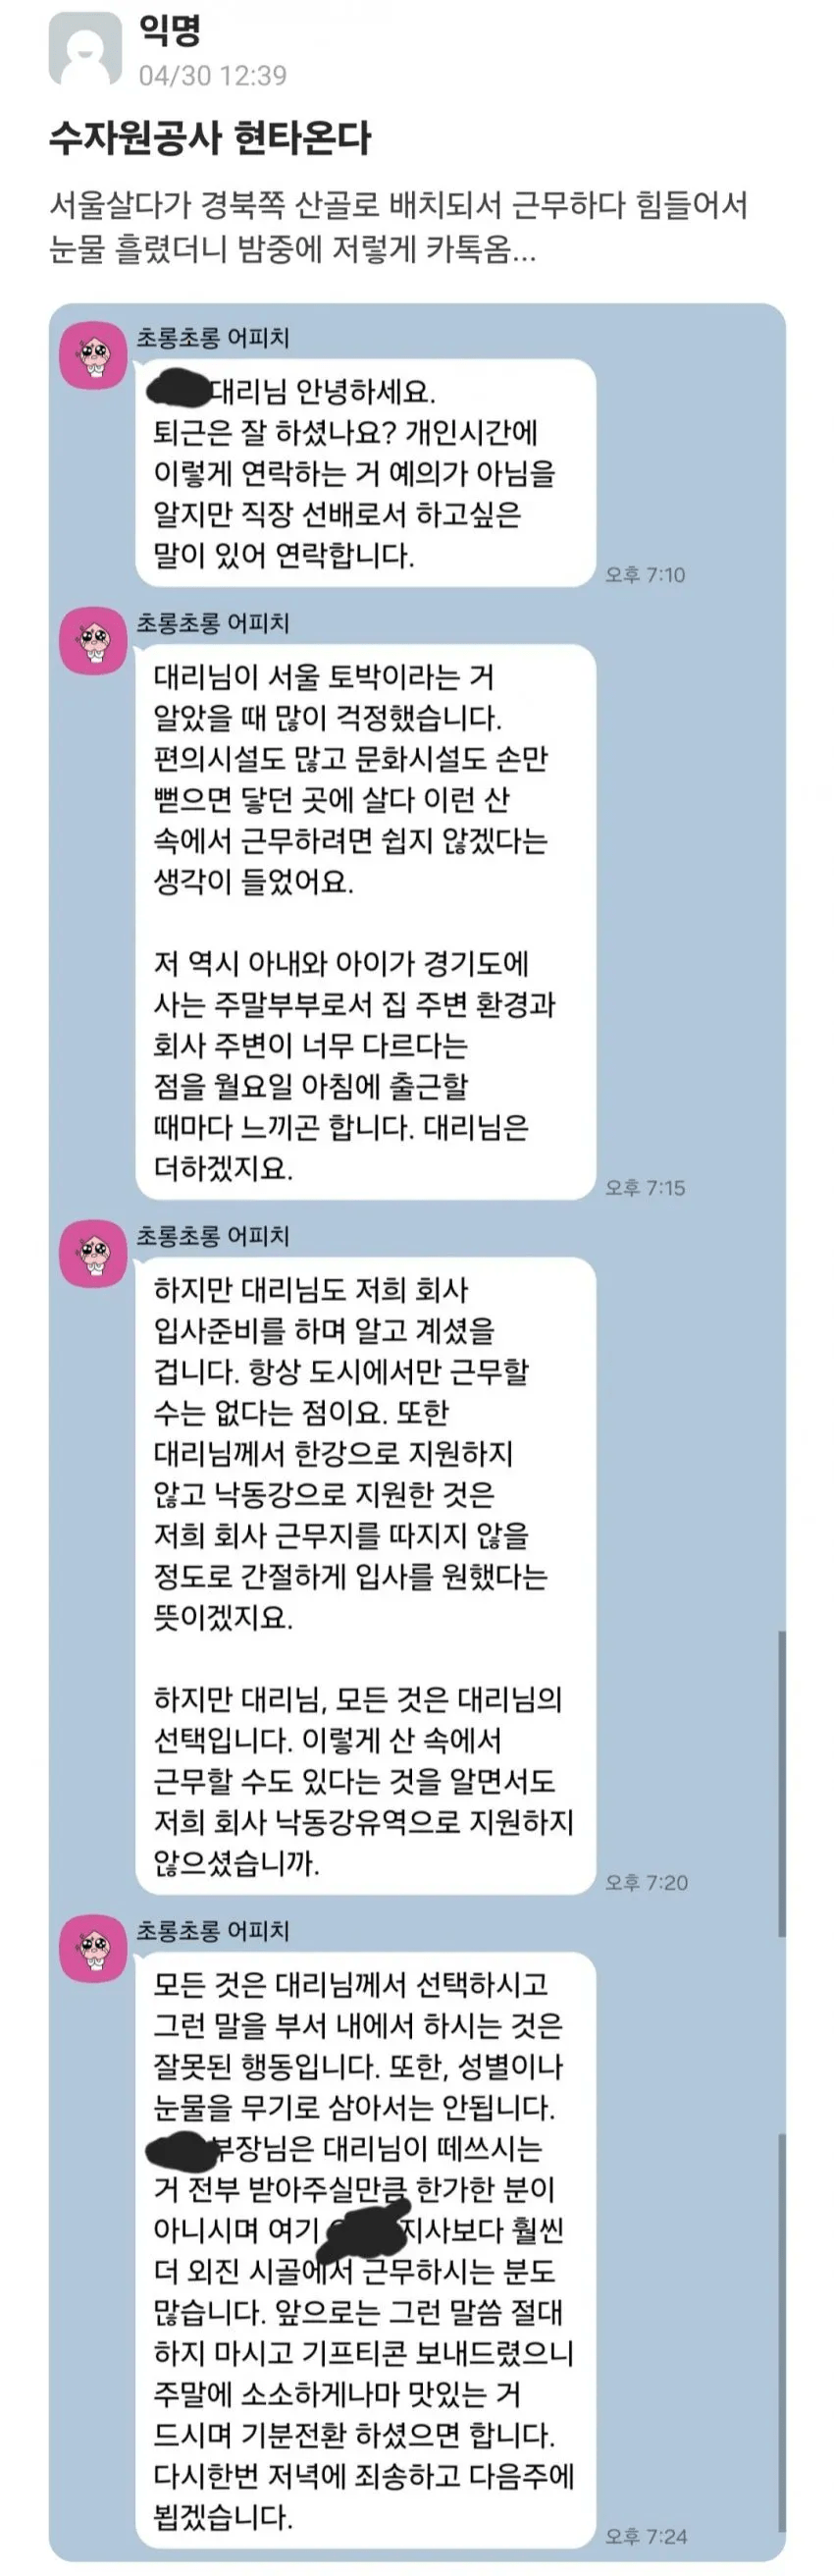 익명
04/30 12:39
수자원공사 현타온다
서울살다가 경북쪽 산골로 배치되서 근무하다 힘들어서
눈물 흘렸더니 밤중에 저렇게 카톡옴...
초롱초롱 어피치
대리님 안녕하세요.
퇴근은 잘 하셨나요? 개인시간에
이렇게 연락하는 거 예의가 아님을
알지만 직장 선배로서 하고싶은
말이 있어 연락합니다.
오후 7:10
초롱초롱 어피치
대리님이 서울 토박이라는 거
알았을 때 많이 걱정했습니다.
편의시설도 많고 문화시설도 손만
뻗으면 닿던 곳에 살다 이런 산
속에서 근무하려면 쉽지 않겠다는
생각이 들었어요.
저 역시 아내와 아이가 경기도에
사는 주말부부로서 집 주변 환경과
회사 주변이 너무 다르다는
점을 월요일 아침에 출근할
때마다 느끼곤 합니다. 대리님은
더하겠지요.
오후 7:15
초롱초롱 어피치
하지만 대리님도 저희 회사
입사준비를 하며 알고 계셨을
겁니다. 항상 도시에서만 근무할
수는 없다는 점이요. 또한
대리님께서 한강으로 지원하지
않고 낙동강으로 지원한 것은
저희 회사 근무지를 따지지 않을
정도로 간절하게 입사를 원했다는
뜻이겠지요.
하지만 대리님, 모든 것은 대리님의
선택입니다. 이렇게 산 속에서
근무할 수도 있다는 것을 알면서도
저희 회사 낙동강유역으로 지원하지
않으셨습니까.
오후 7:20
초롱초롱 어피치
모든 것은 대리님께서 선택하시고
그런 말을 부서 내에서 하시는 것은
잘못된 행동입니다. 또한, 성별이나
눈물을 무기로 삼아서는 안됩니다.
부장님은 대리님이 떼쓰시는
거 전부 받아주실만큼 한가한 분이
아니시며 여기 지사보다 훨씬
더 외진 시골에서 근무하시는 분도
많습니다. 앞으로는 그런 말씀 절대
하지 마시고 기프티콘 보내드렸으니
주말에 소소하게나마 맛있는 거
드시며 기분전환 하셨으면 합니다.
다시한번 저녁에 죄송하고 다음주에
뵙겠습니다.
오후 7:24